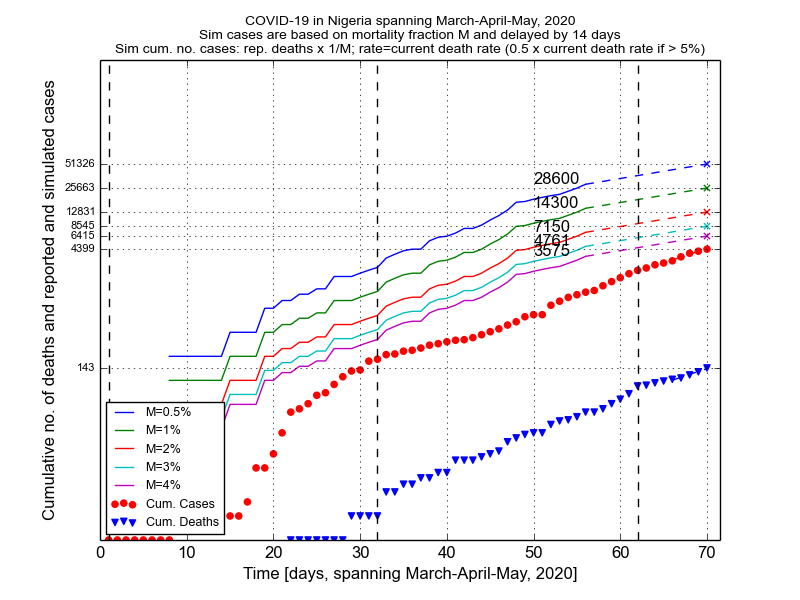 COVID-19 in Nigeria spanning March-April-May, 2020
Sim cases are based on mortality fraction M and delayed by 14 days
Sim cum. no. cases: rep. deaths x 1/M; rate=current death rate (0.5 x current death rate if > 5%)
Cumulative no. of deaths and reported and simulated cases
51326
25663
12831
8545
6415
4399
143
28600
14300
7150
4761
3575
M=0.5%
M=1%
M=2%
M=3%
M=4%
Cum. Cases
Cum. Deaths
0 10 20 30 40 50 60 70
Time [days, spanning March-April-May, 2020]